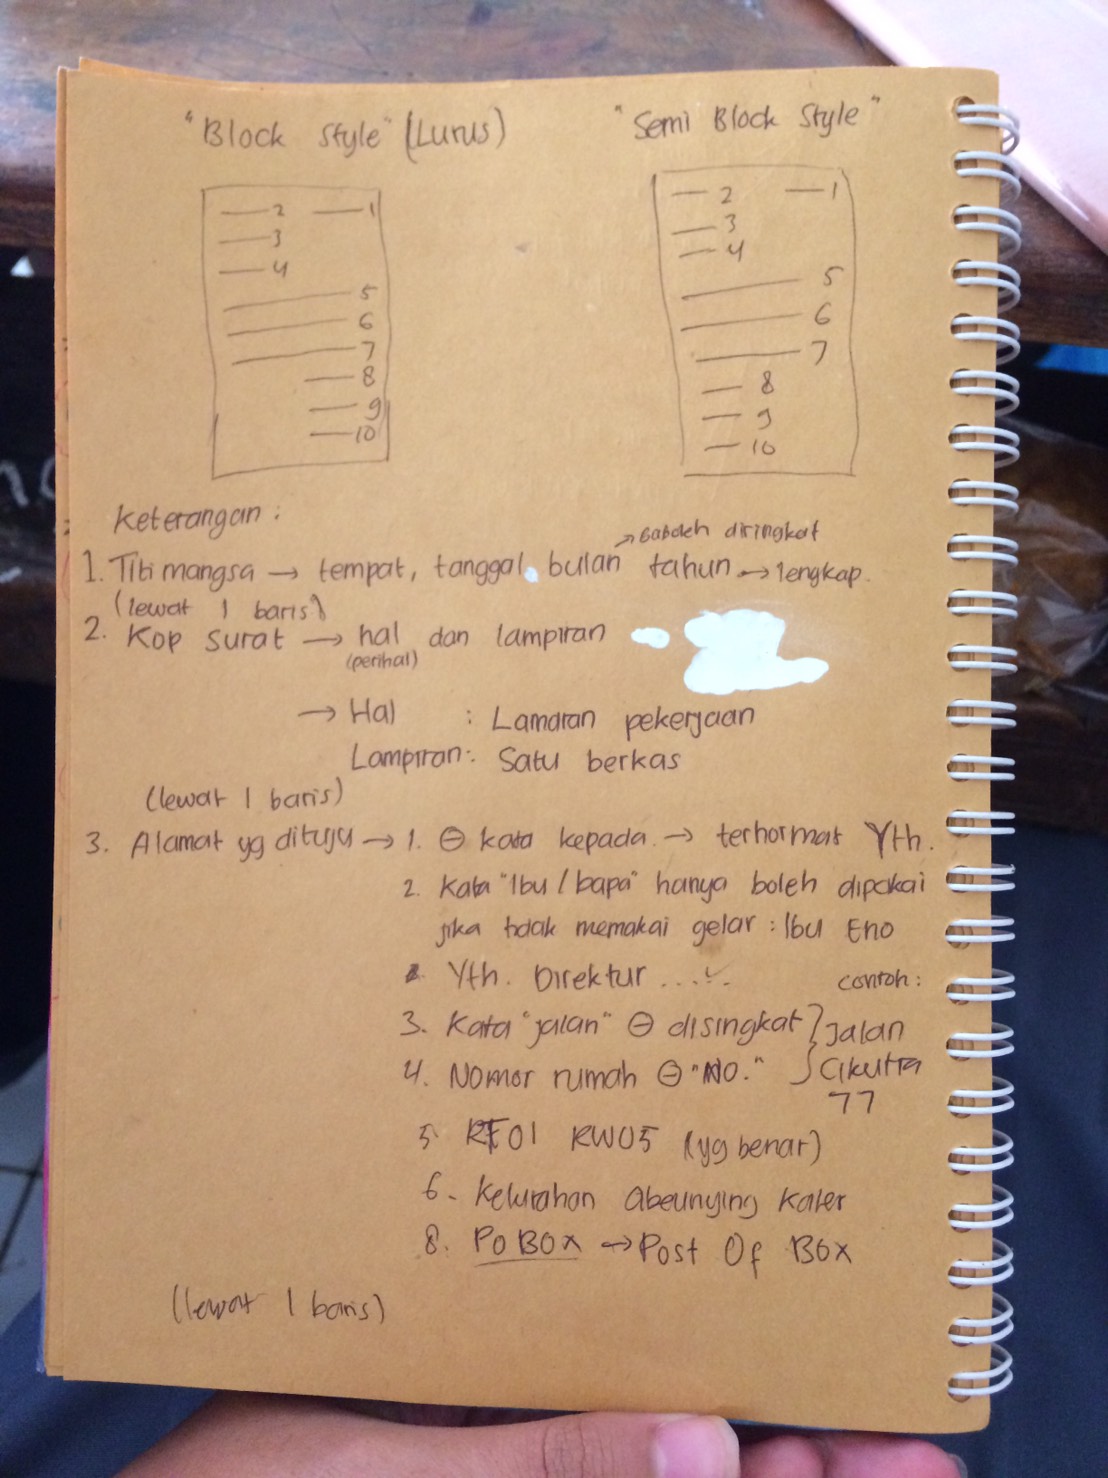 "Block Style" (Lurus)
"Semi Block Style"
2 1
3
4
5
6
7
8
9
10
2 1
3
4
5
6
7
8
9
10
Keterangan :
→ gaboleh diringkat
1. Titi mangsa → tempat, tanggal, bulan tahun → lengkap.
(lewat 1 baris)
2. Kop surat → hal dan lampiran
(perihal)
→ Hal : Lamaran pekerjaan
Lampiran : Satu berkas
(lewat 1 baris)
3. Alamat yg dituju → 1. ⊖ kata kepada. → terhormat Yth.
2. Kata "Ibu / bapa" hanya boleh dipakai
jika tidak memakai gelar : Ibu Eno
Yth. Direktur ...
contoh :
3. Kata "jalan" ⊖ disingkat } Jalan
4. Nomor rumah ⊖ "NO." Cikutra
77
5. RT01 RW05 (yg benar)
6. Kelurahan Abeunying Kaler
8. PO BOX → Post Of BOX
(lewat 1 baris)